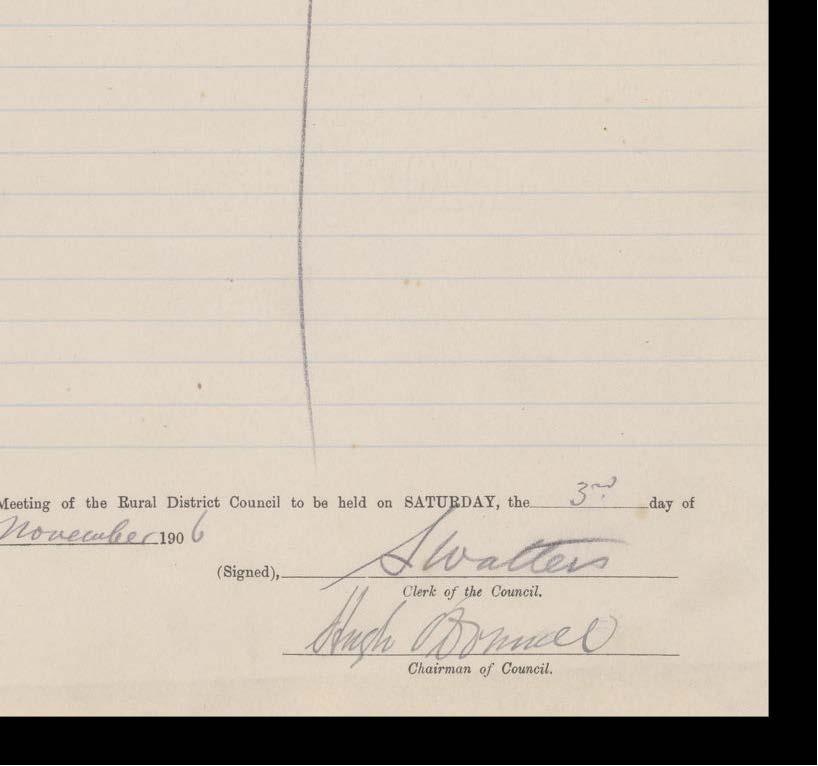 Meeting of the Rural District Council to be held on SATURDAY, the 3rd day of
November 1906
(Signed), S Walters
Clerk of the Council.
Hugh
Chairman of Council.